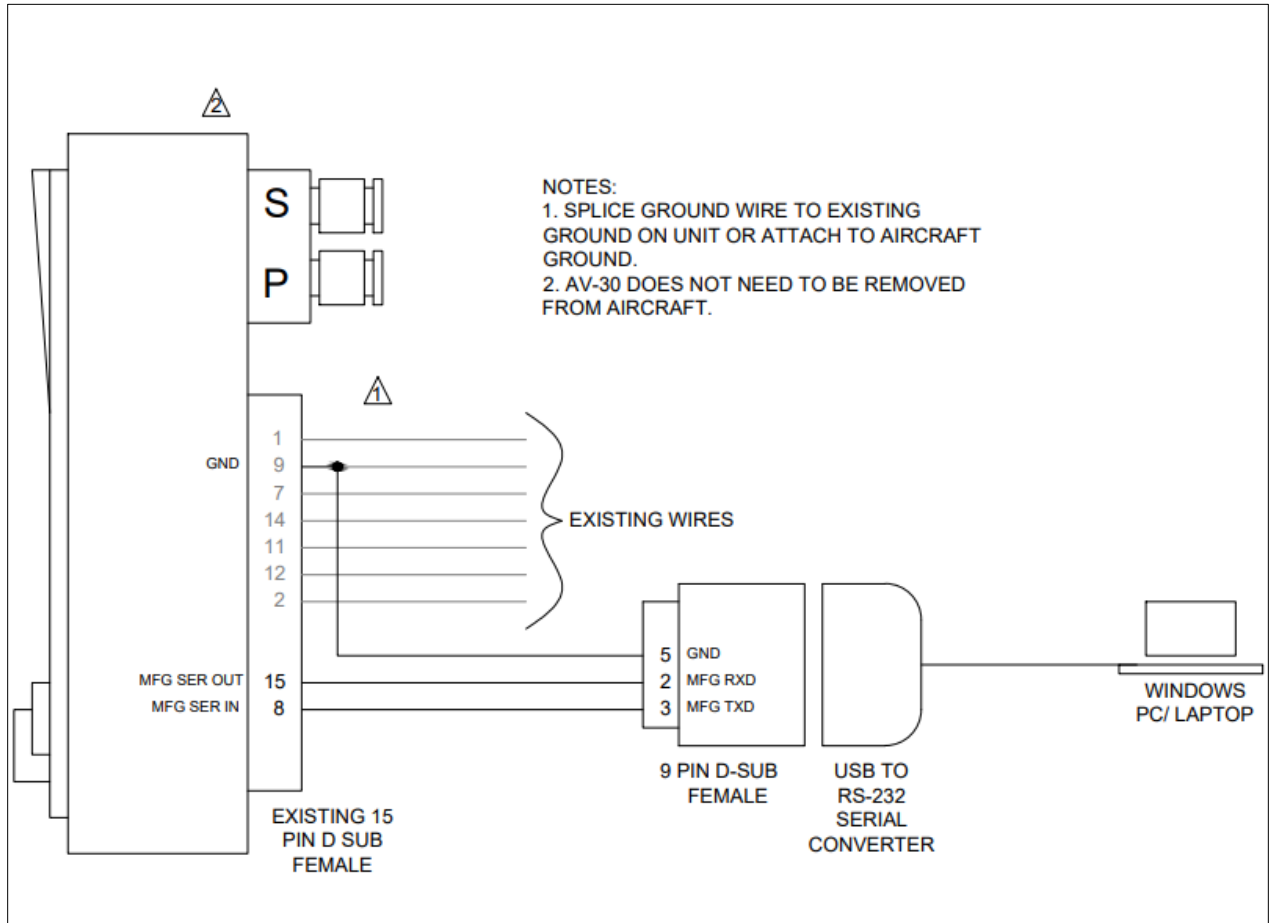 2
S
P
NOTES:
1. SPLICE GROUND WIRE TO EXISTING
GROUND ON UNIT OR ATTACH TO AIRCRAFT
GROUND.
2. AV-30 DOES NOT NEED TO BE REMOVED
FROM AIRCRAFT.
1
1
GND 9
7
14
11
12
2
EXISTING WIRES
MFG SER OUT 15
MFG SER IN 8
5 GND
2 MFG RXD
3 MFG TXD
EXISTING 15
PIN D SUB
FEMALE
9 PIN D-SUB
FEMALE
USB TO
RS-232
SERIAL
CONVERTER
WINDOWS
PC/ LAPTOP